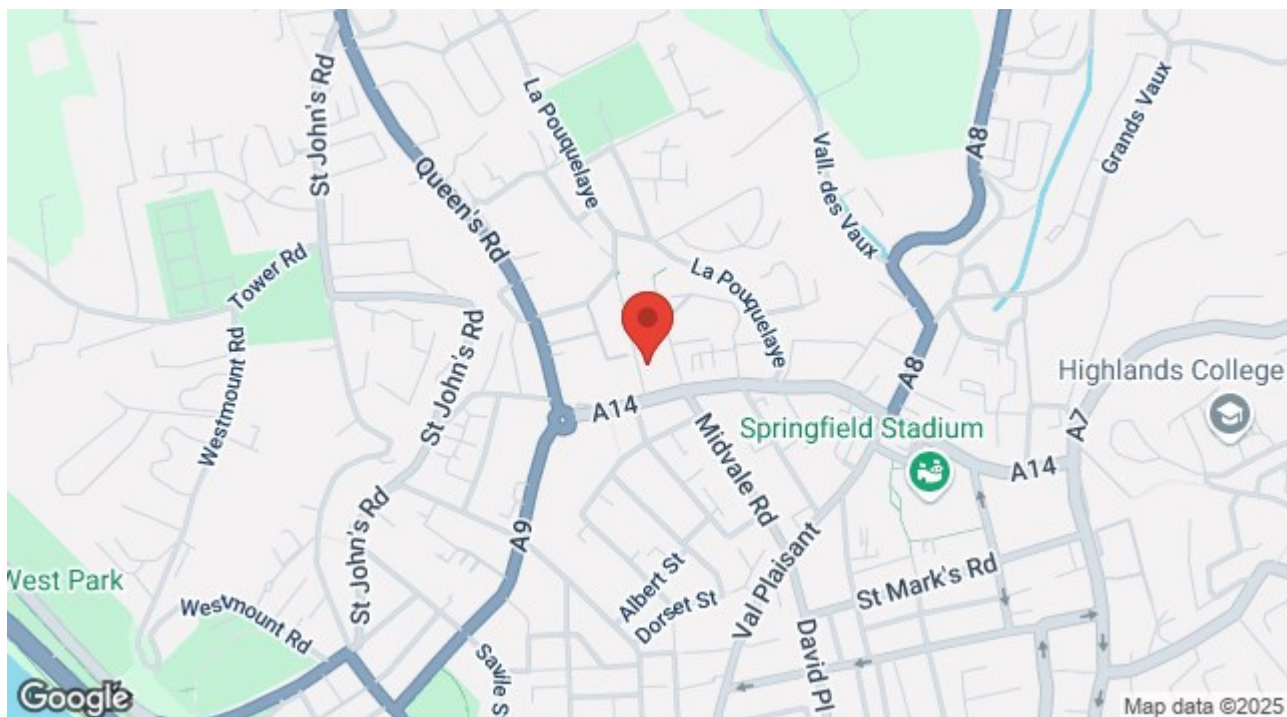 St John's Rd
La Pouquelaye
Queen's Rd
Vall. des Vaux
A8
Grands Vaux
Tower Rd
La Pouquelaye
Westmount Rd
St John's Rd
A14
A8
Highlands College
Midvale Rd
Springfield Stadium
A7
A14
St John's Rd
A9
West Park
Westmount Rd
Albert St
Dorset St
Val Plaisant
St Mark's Rd
Savile S
David Pl
Google
Map data ©2025